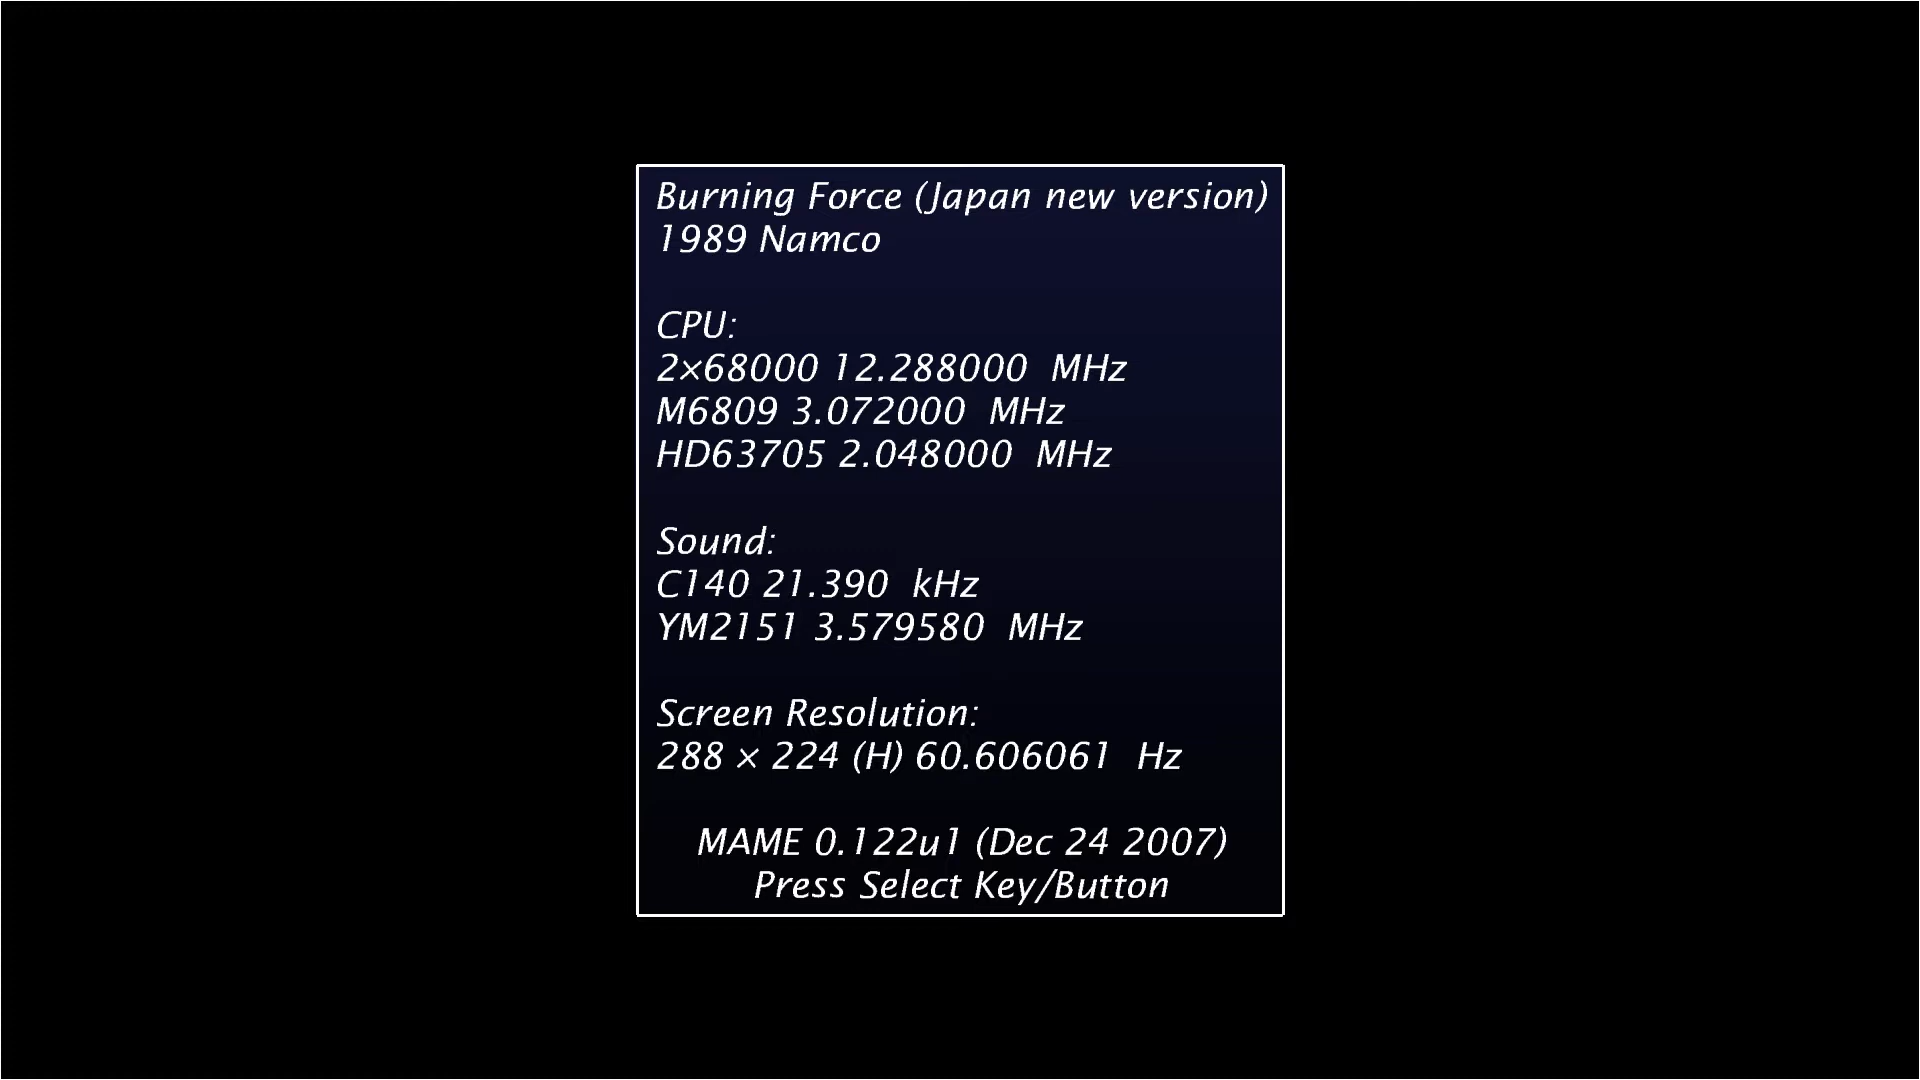 Burning Force (Japan new version)
1989 Namco
CPU:
2×68000 12.288000 MHz
M6809 3.072000 MHz
HD63705 2.048000 MHz
Sound:
C140 21.390 kHz
YM2151 3.579580 MHz
Screen Resolution:
288 × 224 (H) 60.606061 Hz
MAME 0.122u1 (Dec 24 2007)
Press Select Key/Button